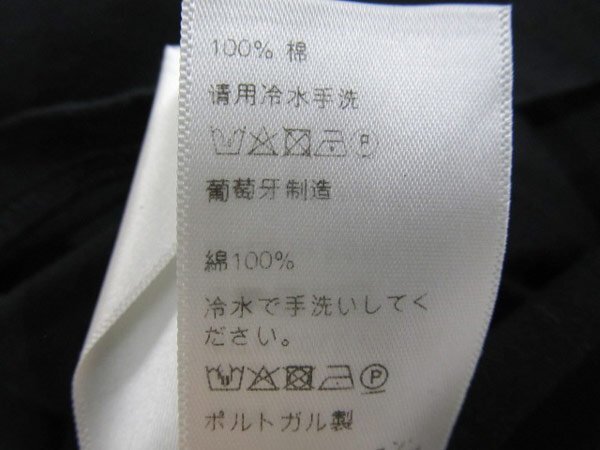 100% 棉
请用冷水手洗
葡萄牙制造
綿100%
冷水で手洗いしてく
ださい。
P
ポルトガル製